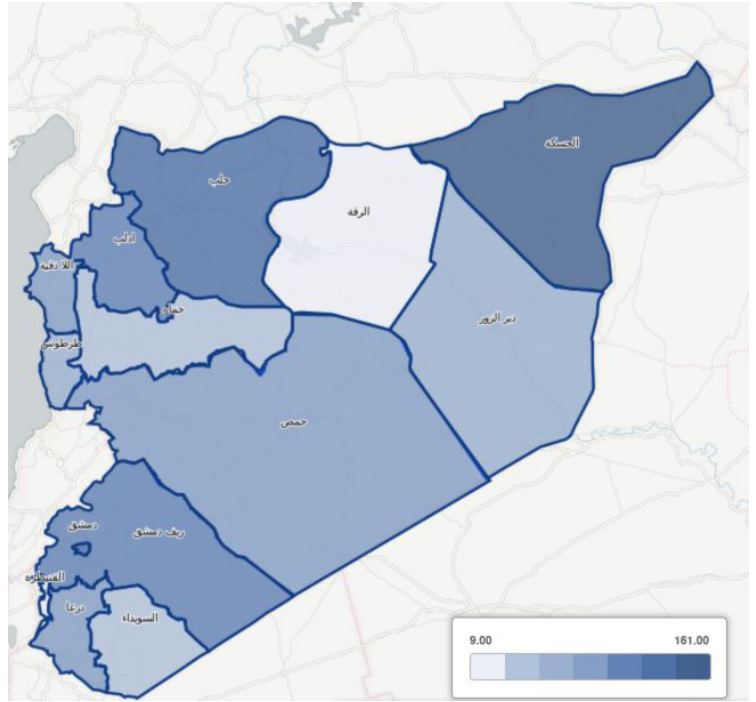 الحسكة
حلب
الرقة
ادلب
اللاذقية
حماة
دير الزور
طرطوس
حمص
دمشق
ريف دمشق
القنيطرة
درعا
السويداء
9.00 161.00